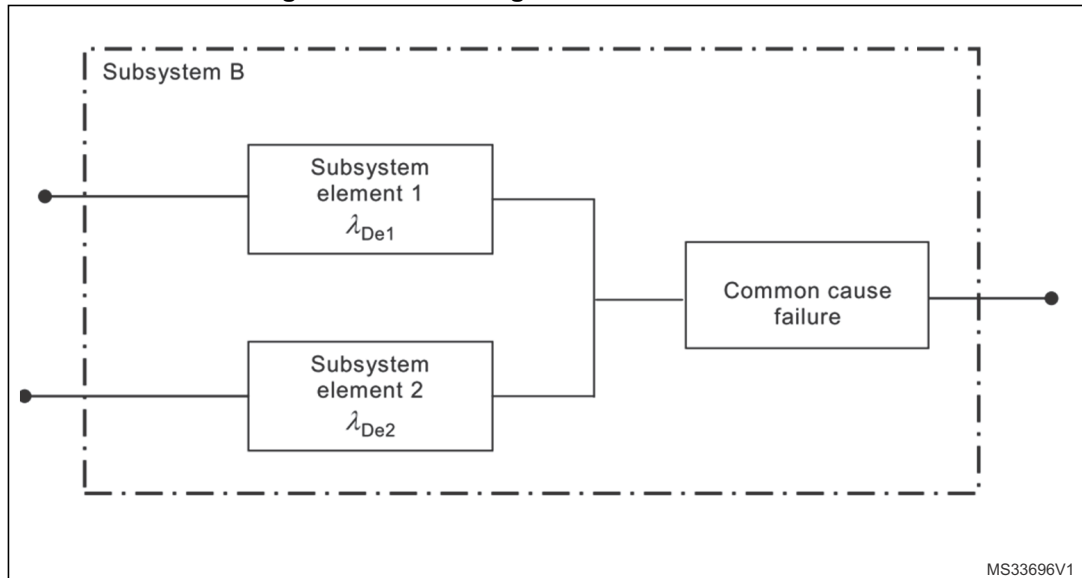 Subsystem B
Subsystem
element 1
λDe1
Common cause
failure
Subsystem
element 2
λDe2
MS33696V1